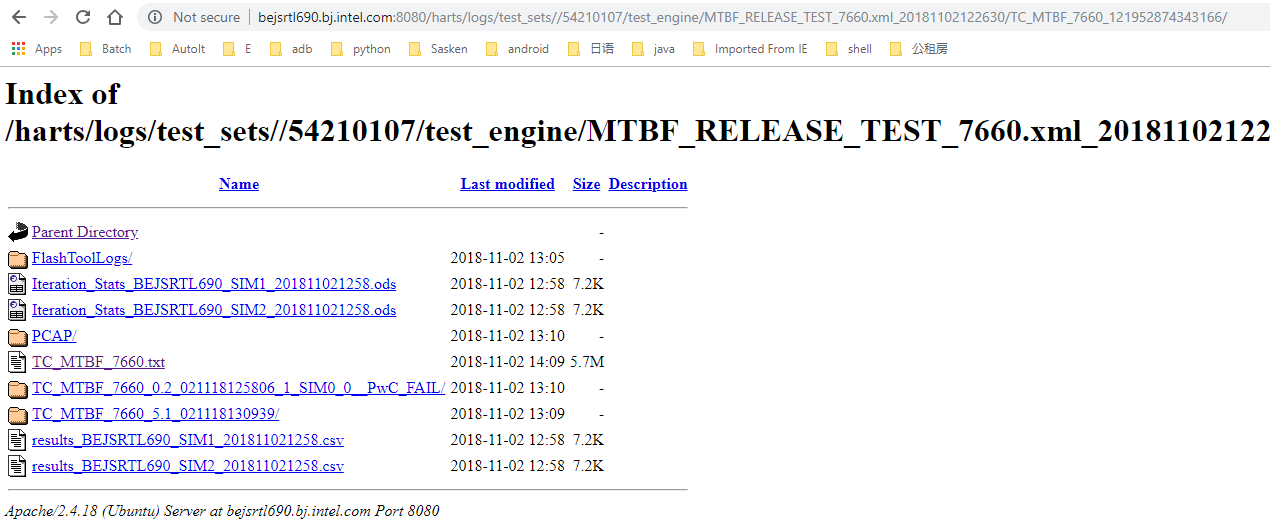 Not secure | bejsrtl690.bj.intel.com:8080/harts/logs/test_sets//54210107/test_engine/MTBF_RELEASE_TEST_7660.xml_20181102122630/TC_MTBF_7660_121952874343166/
Apps Batch AutoIt E adb python Sasken android 日语 java Imported From IE shell 公租房
Index of
/harts/logs/test_sets//54210107/test_engine/MTBF_RELEASE_TEST_7660.xml_20181102122
Name Last modified Size Description
Parent Directory -
FlashToolLogs/ 2018-11-02 13:05 -
Iteration_Stats_BEJSRTL690_SIM1_201811021258.ods 2018-11-02 12:58 7.2K
Iteration_Stats_BEJSRTL690_SIM2_201811021258.ods 2018-11-02 12:58 7.2K
PCAP/ 2018-11-02 13:10 -
TC_MTBF_7660.txt 2018-11-02 14:09 5.7M
TC_MTBF_7660_0.2_021118125806_1_SIM0_0__PwC_FAIL/ 2018-11-02 13:10 -
TC_MTBF_7660_5.1_021118130939/ 2018-11-02 13:09 -
results_BEJSRTL690_SIM1_201811021258.csv 2018-11-02 12:58 7.2K
results_BEJSRTL690_SIM2_201811021258.csv 2018-11-02 12:58 7.2K
Apache/2.4.18 (Ubuntu) Server at bejsrtl690.bj.intel.com Port 8080